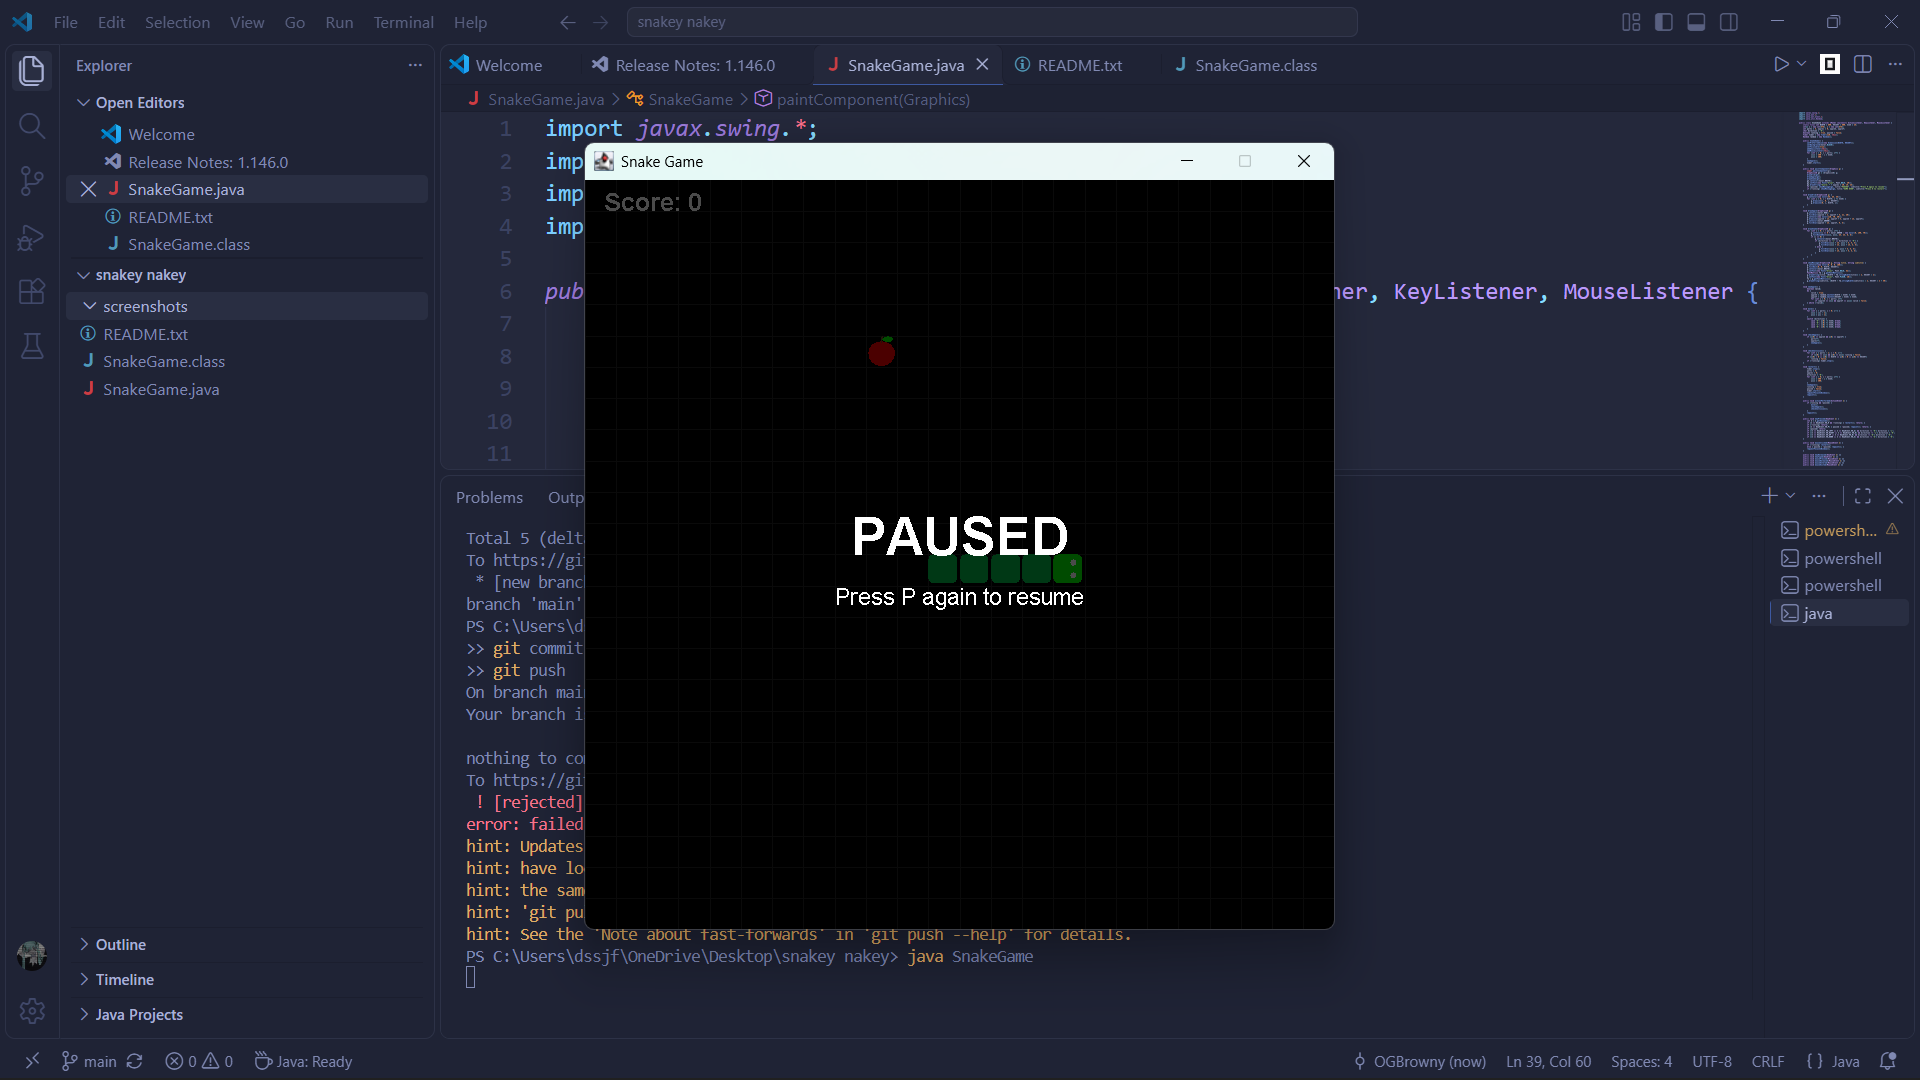 File Edit Selection View Go Run Terminal Help
snakey nakey
Explorer
Open Editors
Welcome
Release Notes: 1.146.0
SnakeGame.java
README.txt
SnakeGame.class
snakey nakey
screenshots
README.txt
SnakeGame.class
SnakeGame.java
Outline
Timeline
Java Projects
Welcome Release Notes: 1.146.0 SnakeGame.java README.txt SnakeGame.class
SnakeGame.java > SnakeGame > paintComponent(Graphics)
1 import javax.swing.*;
2 imp
3 imp
4 imp
5
6 pub ner, KeyListener, MouseListener {
7
8
9
10
11
Snake Game
Score: 0
PAUSED
Press P again to resume
Problems Outp
Total 5 (delt
To https://gi
* [new branc
branch 'main'
PS C:\Users\d
>> git commit
>> git push
On branch mai
Your branch i
nothing to co
To https://gi
! [rejected]
error: failed
hint: Updates
hint: have lo
hint: the sam
hint: 'git pu
hint: See the 'Note about fast-forwards' in 'git push --help' for details.
PS C:\Users\dssjf\OneDrive\Desktop\snakey nakey> java SnakeGame
powersh...
powershell
powershell
java
main 0 0 Java: Ready OGBrowny (now) Ln 39, Col 60 Spaces: 4 UTF-8 CRLF {} Java